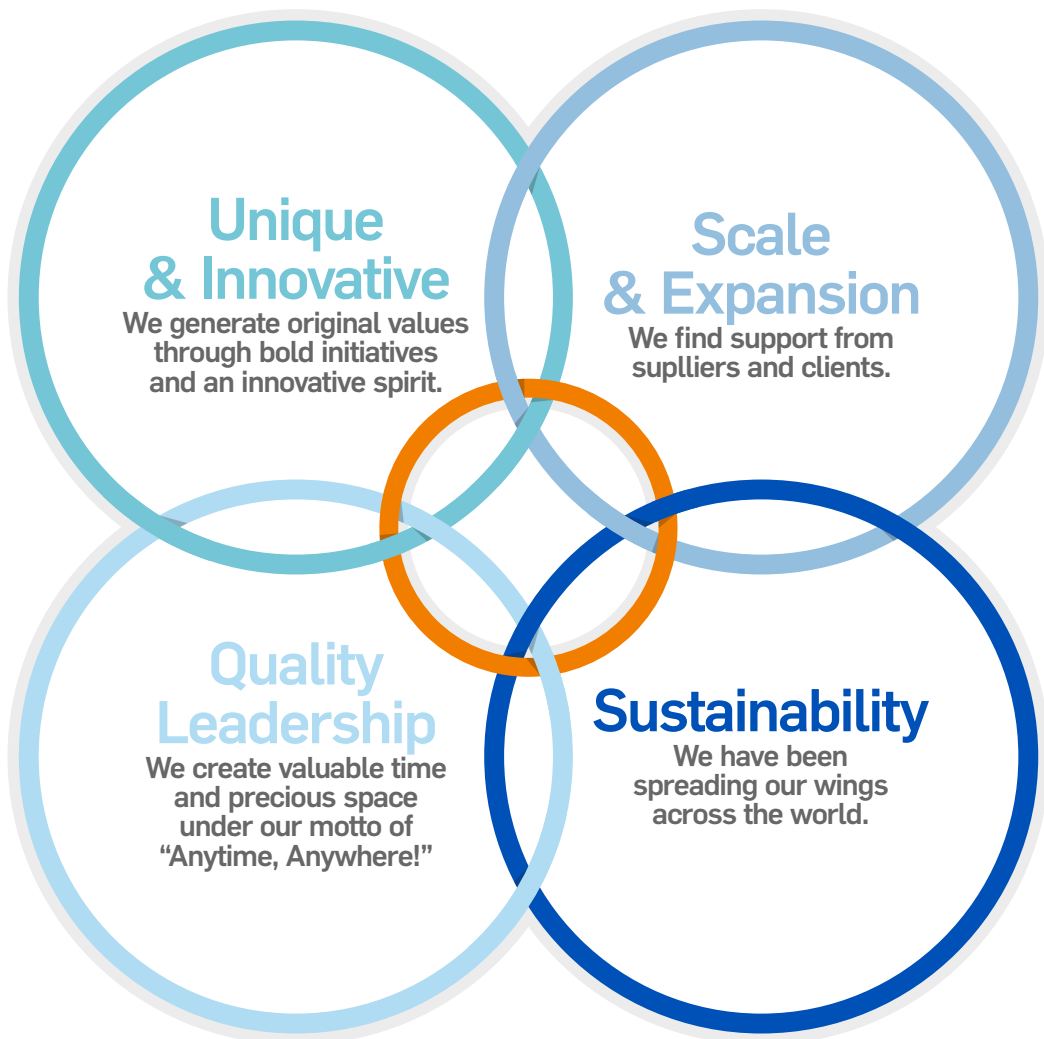 Unique
& Innovative
We generate original values
through bold initiatives
and an innovative spirit.
Scale
& Expansion
We find support from
suplliers and clients.
Quality
Leadership
We create valuable time
and precious space
under our motto of
“Anytime, Anywhere!”
Sustainability
We have been
spreading our wings
across the world.